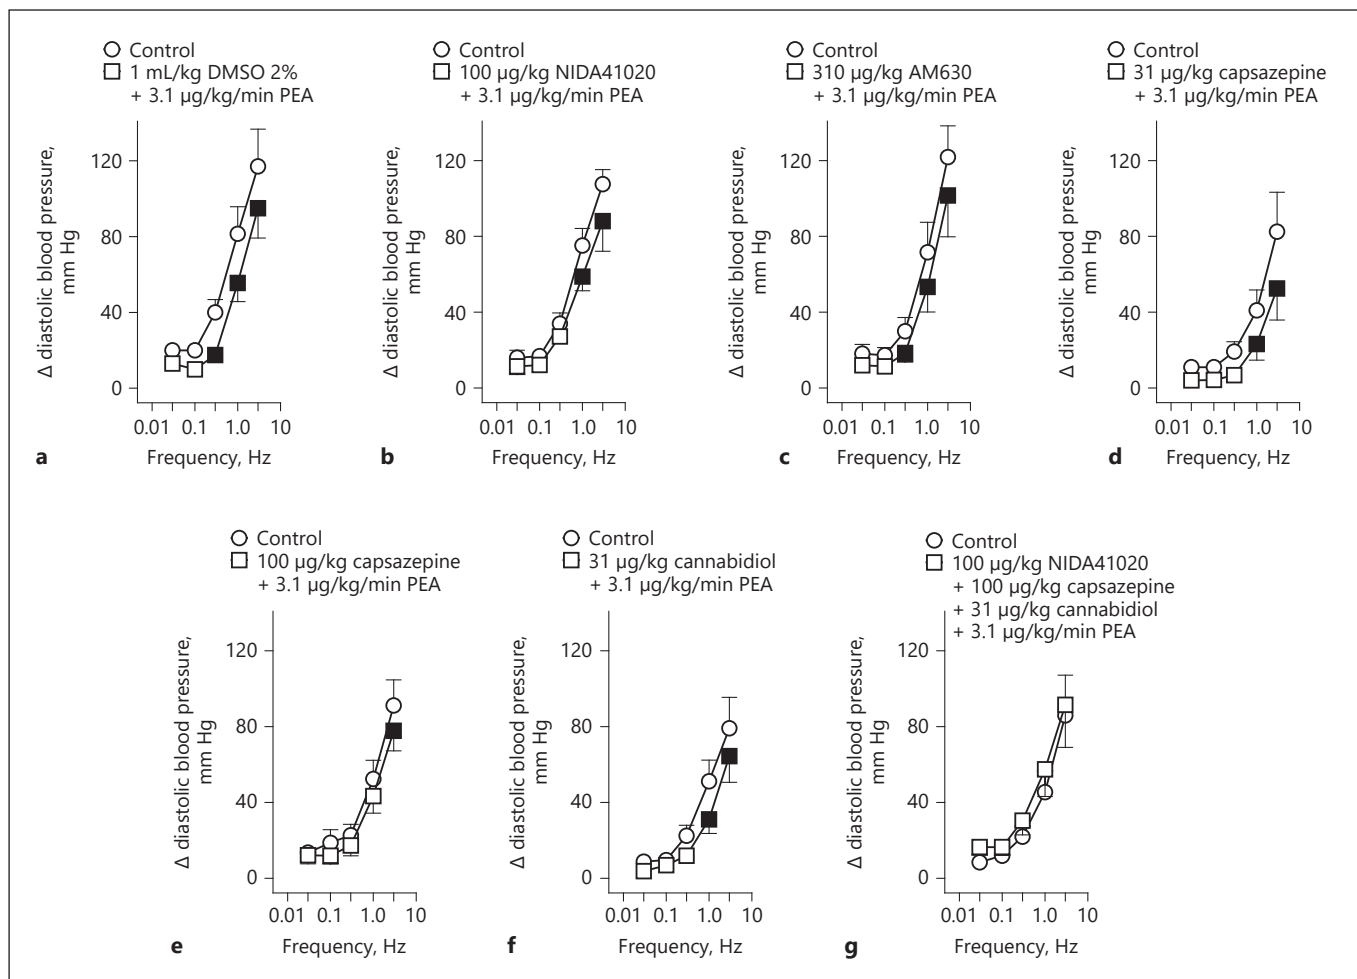 Control
1 mL/kg DMSO 2%
+ 3.1 µg/kg/min PEA
Δ diastolic blood pressure,
mm Hg
120
80
40
0
0.01 0.1 1.0 10
a
Frequency, Hz
Control
100 µg/kg NIDA41020
+ 3.1 µg/kg/min PEA
Δ diastolic blood pressure,
mm Hg
120
80
40
0
0.01 0.1 1.0 10
b
Frequency, Hz
Control
310 µg/kg AM630
+ 3.1 µg/kg/min PEA
Δ diastolic blood pressure,
mm Hg
120
80
40
0
0.01 0.1 1.0 10
c
Frequency, Hz
Control
31 µg/kg capsazepine
+ 3.1 µg/kg/min PEA
Δ diastolic blood pressure,
mm Hg
120
80
40
0
0.01 0.1 1.0 10
d
Frequency, Hz
Control
100 µg/kg capsazepine
+ 3.1 µg/kg/min PEA
Δ diastolic blood pressure,
mm Hg
120
80
40
0
0.01 0.1 1.0 10
e
Frequency, Hz
Control
31 µg/kg cannabidiol
+ 3.1 µg/kg/min PEA
Δ diastolic blood pressure,
mm Hg
120
80
40
0
0.01 0.1 1.0 10
f
Frequency, Hz
Control
100 µg/kg NIDA41020
+ 100 µg/kg capsazepine
+ 31 µg/kg cannabidiol
+ 3.1 µg/kg/min PEA
Δ diastolic blood pressure,
mm Hg
120
80
40
0
0.01 0.1 1.0 10
g
Frequency, Hz